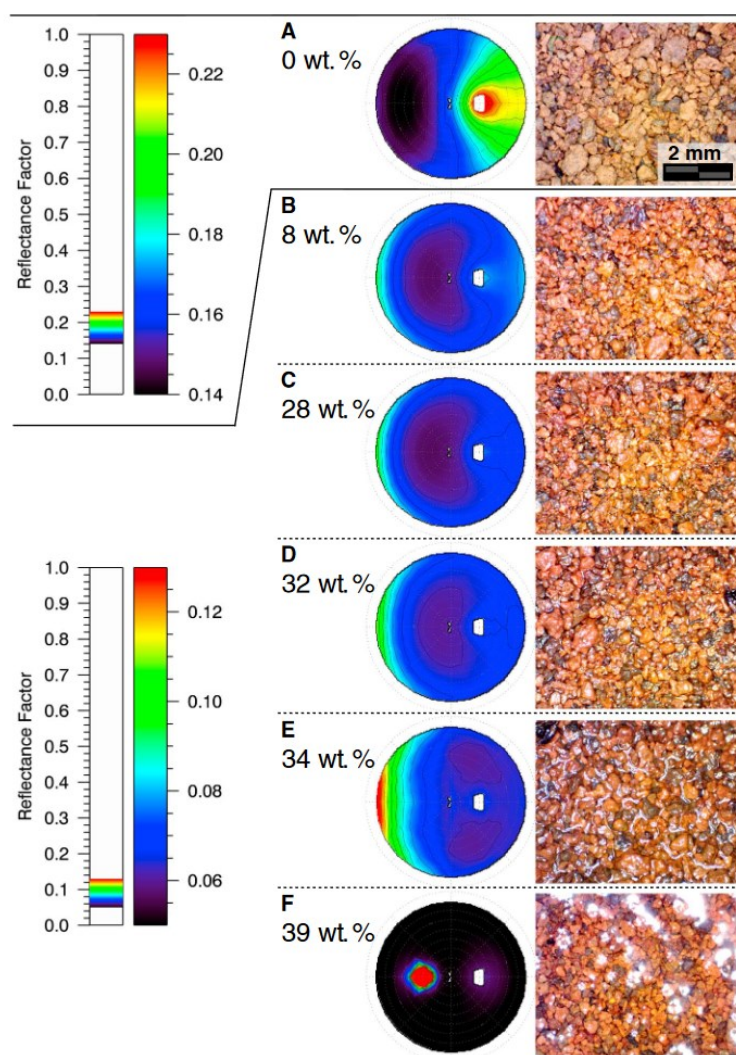 A
0 wt. %
2 mm
Reflectance Factor
1.0
0.9
0.8
0.7
0.6
0.5
0.4
0.3
0.2
0.1
0.0
0.22
0.20
0.18
0.16
0.14
B
8 wt. %
C
28 wt. %
D
32 wt. %
E
34 wt. %
F
39 wt. %
Reflectance Factor
1.0
0.9
0.8
0.7
0.6
0.5
0.4
0.3
0.2
0.1
0.0
0.12
0.10
0.08
0.06